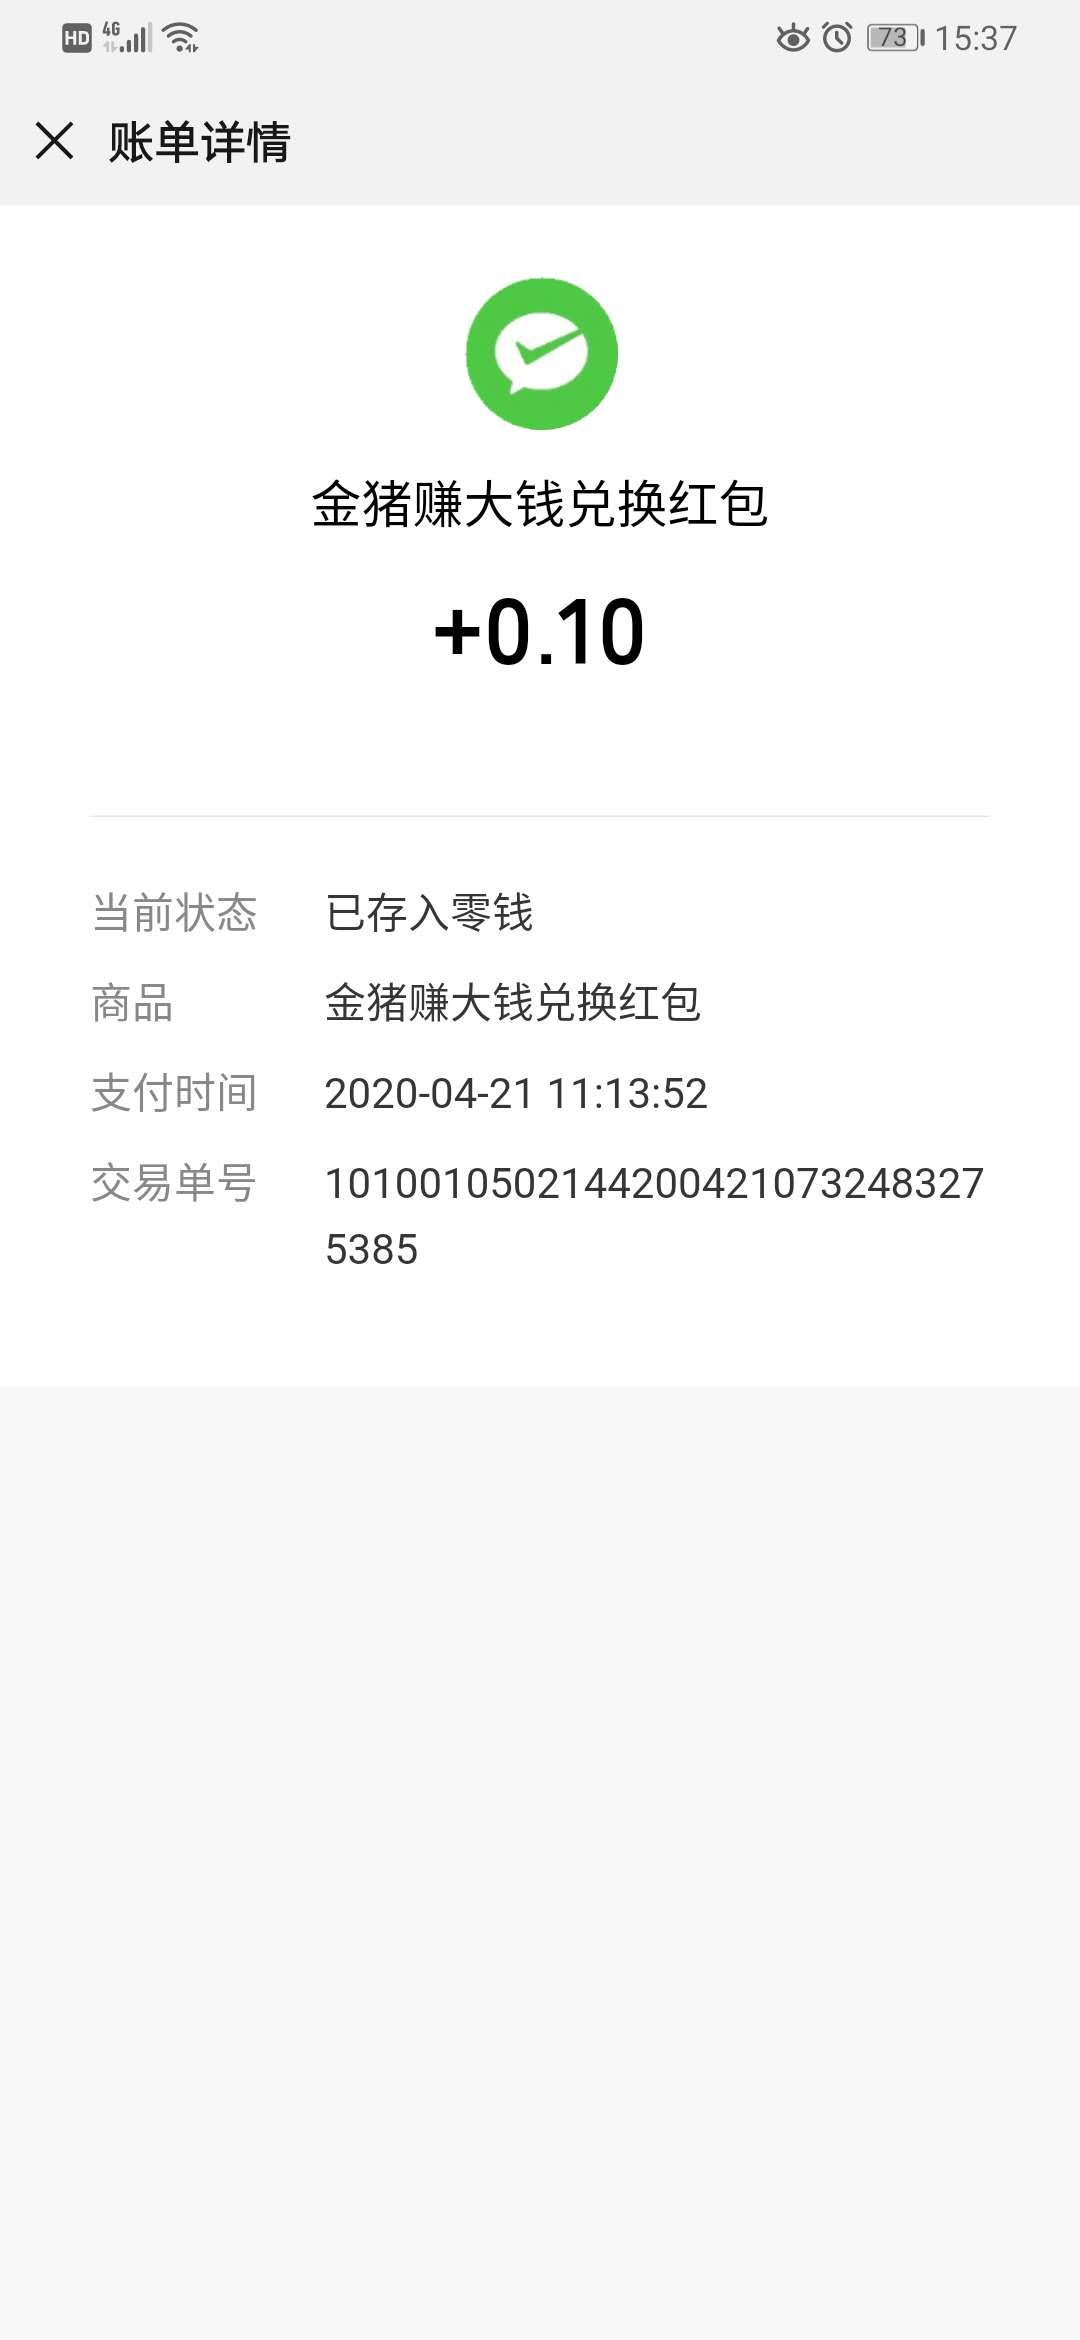 HD 4G 73 15:37
账单详情
金猪赚大钱兑换红包
+0.10
当前状态 已存入零钱
商品 金猪赚大钱兑换红包
支付时间 2020-04-21 11:13:52
交易单号 1010010502144200421073248327
5385